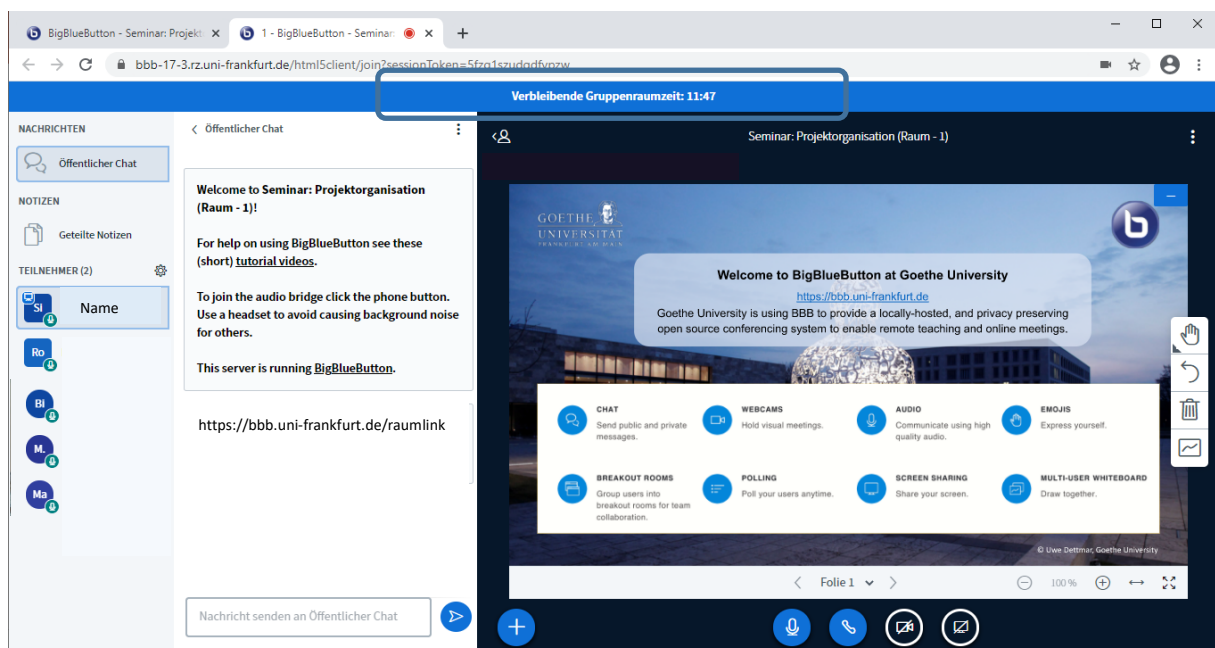 BigBlueButton - Seminar: Projekt
1 - BigBlueButton - Seminar:
bbb-17-3.rz.uni-frankfurt.de/html5client/join?sessionToken=5fzq1szudqdfvpzw
Verbleibende Gruppenraumzeit: 11:47
NACHRICHTEN
Öffentlicher Chat
NOTIZEN
Geteilte Notizen
TEILNEHMER (2)
SI
Name
Ro
BI
M.
Ma
Öffentlicher Chat
Welcome to Seminar: Projektorganisation
(Raum - 1)!
For help on using BigBlueButton see these
(short) tutorial videos.
To join the audio bridge click the phone button.
Use a headset to avoid causing background noise
for others.
This server is running BigBlueButton.
https://bbb.uni-frankfurt.de/raumlink
Nachricht senden an Öffentlicher Chat
Seminar: Projektorganisation (Raum - 1)
GOETHE
UNIVERSITÄT
FRANKFURT AM MAIN
b
Welcome to BigBlueButton at Goethe University
https://bbb.uni-frankfurt.de
Goethe University is using BBB to provide a locally-hosted, and privacy preserving
open source conferencing system to enable remote teaching and online meetings.
CHAT
Send public and private
messages.
WEBCAMS
Hold visual meetings.
AUDIO
Communicate using high
quality audio.
EMOJIS
Express yourself.
BREAKOUT ROOMS
Group users into
breakout rooms for team
collaboration.
POLLING
Poll your users anytime.
SCREEN SHARING
Share your screen.
MULTI-USER WHITEBOARD
Draw together.
© Uwe Dettmar, Goethe University
Folie 1
100 %